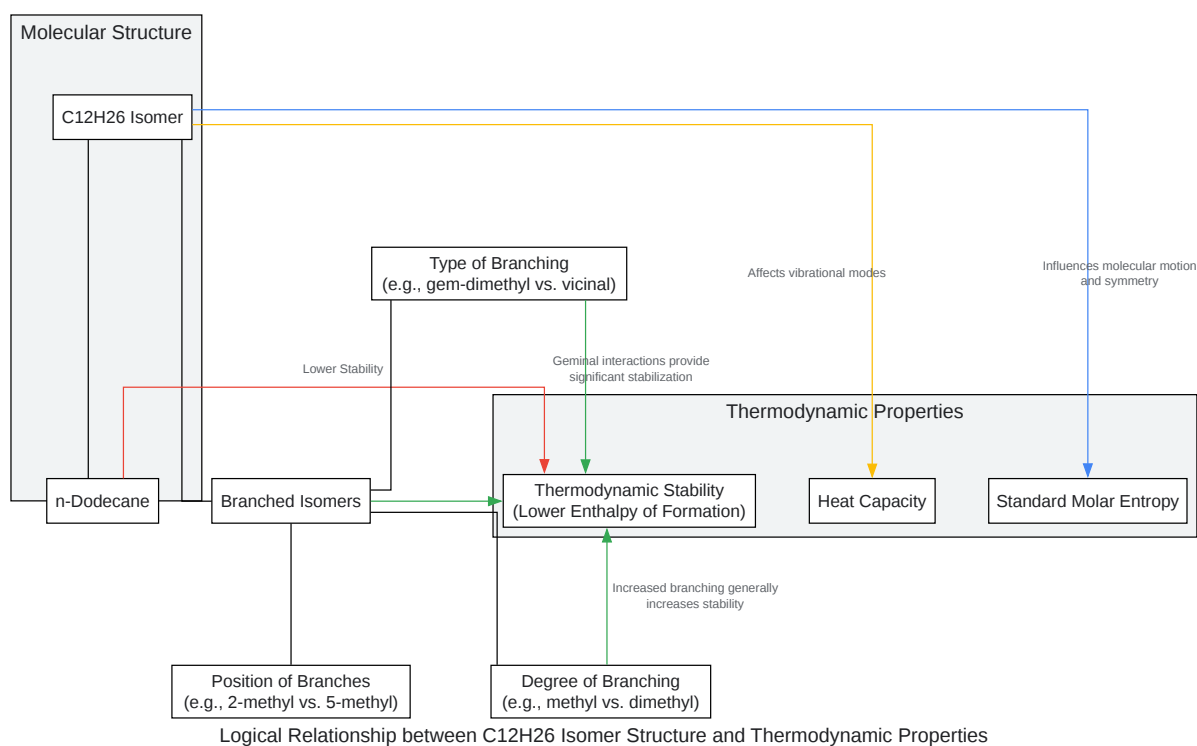 Molecular Structure
C12H26 Isomer
Type of Branching
(e.g., gem-dimethyl vs. vicinal)
Affects vibrational modes
Influences molecular motion
and symmetry
Lower Stability
Geminal interactions provide
significant stabilization
Thermodynamic Properties
n-Dodecane
Branched Isomers
Thermodynamic Stability
(Lower Enthalpy of Formation)
Heat Capacity
Standard Molar Entropy
Increased branching generally
increases stability
Position of Branches
(e.g., 2-methyl vs. 5-methyl)
Degree of Branching
(e.g., methyl vs. dimethyl)
Logical Relationship between C12H26 Isomer Structure and Thermodynamic Properties